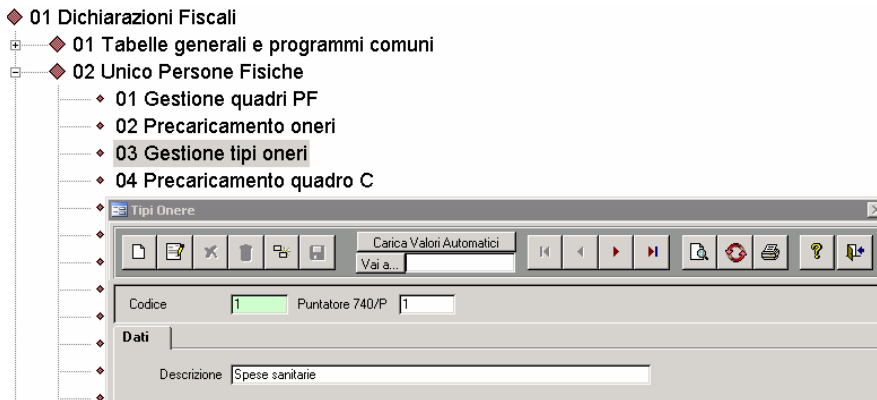 01 Dichiarazioni Fiscali
01 Tabelle generali e programmi comuni
02 Unico Persone Fisiche
01 Gestione quadri PF
02 Precaricamento oneri
03 Gestione tipi oneri
04 Precaricamento quadro C
Tipi Onere
Carica Valori Automatici
Vai a...
Codice 1 Puntatore 740/P 1
Dati
Descrizione Spese sanitarie